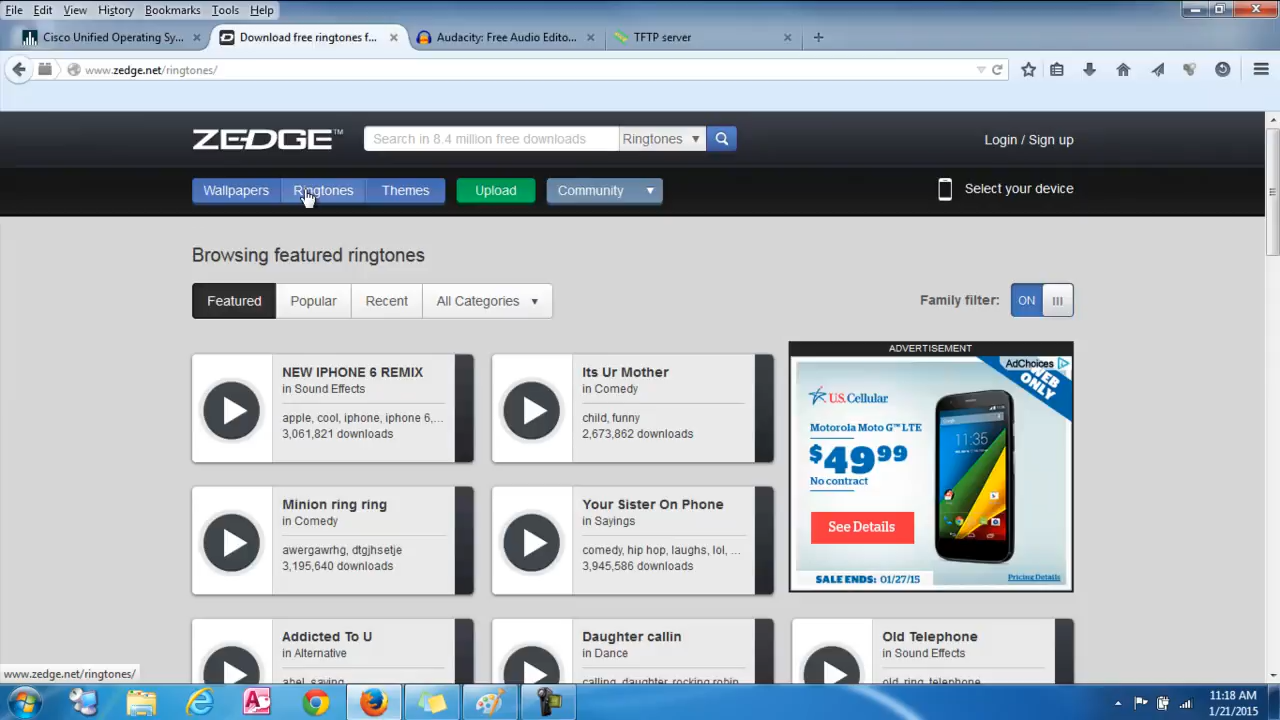 File Edit View History Bookmarks Tools Help
Cisco Unified Operating Sy... × Download free ringtones f... × Audacity: Free Audio Edito... × TFTP server × +
www.zedge.net/ringtones/
ZEDGE™ Search in 8.4 million free downloads Ringtones Login / Sign up
Wallpapers Ringtones Themes Upload Community Select your device
Browsing featured ringtones
Featured Popular Recent All Categories Family filter: ON
ADVERTISEMENT
AdChoices
WEB ONLY
NEW IPHONE 6 REMIX
in Sound Effects
apple, cool, iphone, iphone 6,...
3,061,821 downloads
Its Ur Mother
in Comedy
child, funny
2,673,862 downloads
U.S. Cellular
Motorola Moto G™ LTE
$4999
No contract
See Details
SALE ENDS: 01/27/15 Pricing Details
11:35
Minion ring ring
in Comedy
awergawrhg, dtgjhsetje
3,195,640 downloads
Your Sister On Phone
in Sayings
comedy, hip hop, laughs, lol, ...
3,945,586 downloads
Addicted To U
in Alternative
abel, saying
Daughter callin
in Dance
calling, daughter, rocking robin
Old Telephone
in Sound Effects
old, ring, telephone
www.zedge.net/ringtones/
11:18 AM
1/21/2015